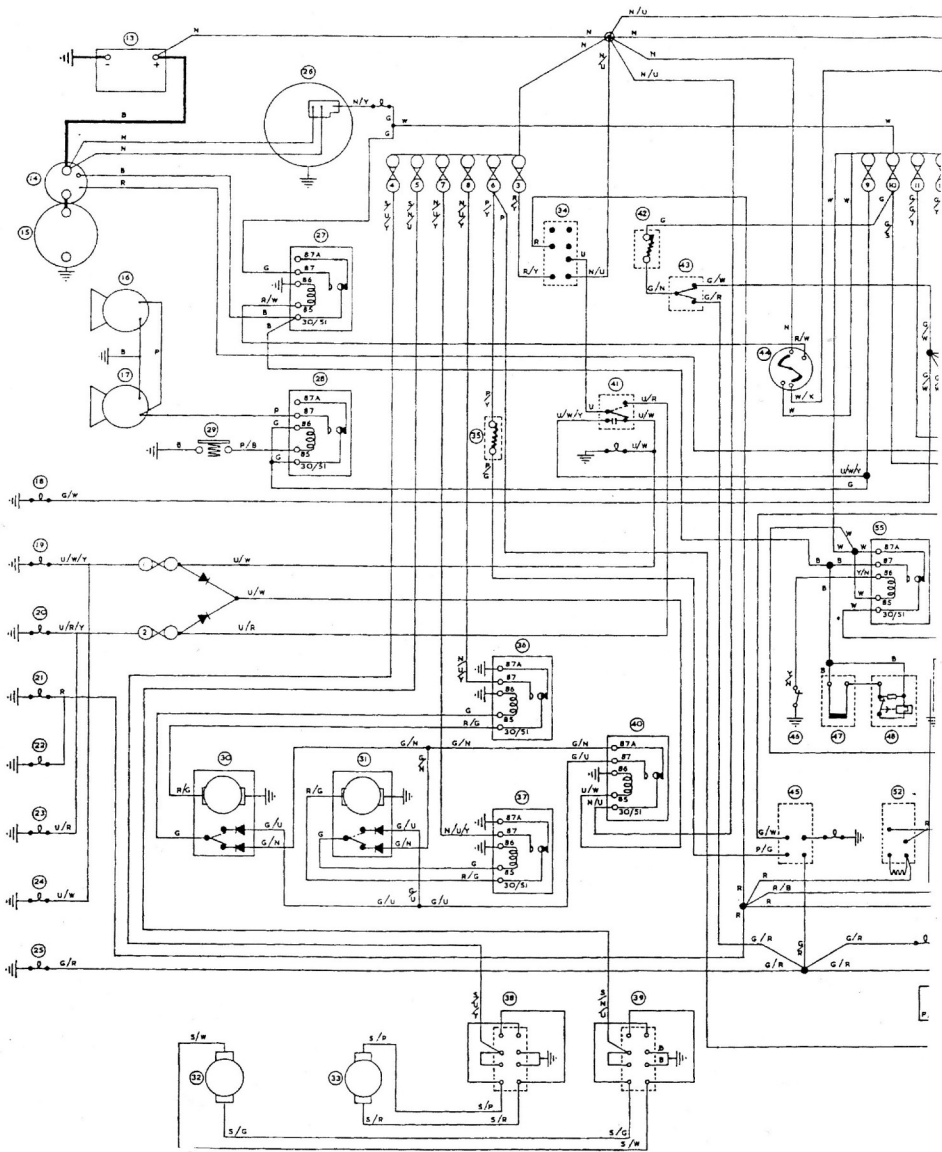 N/U
N
13
N
N
N
N/U
N/U
M
- +
26
N/Y
G
G
W
B
M
N
14
B
R
4
5
7
8
6
3
9
10
11
W
W
G
15
S/U/Y
S/N/U
N/U/Y
N/U/Y
P/Y
P
R/Y
34
42
G
27
R
U
43
87A
G
87
86
R/W
85
B
30/51
R/Y
N/U
G/N
G/W
G/R
16
B
N
R/W
G/W
44
B
P
W/K
W
17
28
87A
P
87
G
86
85
G
30/51
29
B
P/B
P/Y
35
41
U
U/R
U/W/Y
U/W
U/W
U/W/Y
G
18
G/W
55
W
W
87A
B
B
87
Y/N
86
W
85
W
30/51
B
19
U/W/Y
1
U/W
U/W
20
U/R/Y
2
U/R
21
R
N/U/Y
36
87A
87
86
G
85
R/G
30/51
B
B
46
47
48
22
G/N
G/N
G/N
40
G/N
87A
G/U
87
86
U/W
85
N/U
30/51
30
31
R/G
R/G
23
U/R
37
87A
N/U/Y
87
86
G
85
R/G
30/51
45
52
G
G/U
G/N
G
G/U
G/N
G/W
P/G
R
24
U/W
G/U
G/U
G/U
R
R
R/B
R
R
25
G/R
G/R
G/R
G/R
G/R
G/R
S/U/Y
38
S/N/U
39
P
S/W
S/P
B
B
32
33
S/P
S/R
S/R
S/G
S/G
S/W